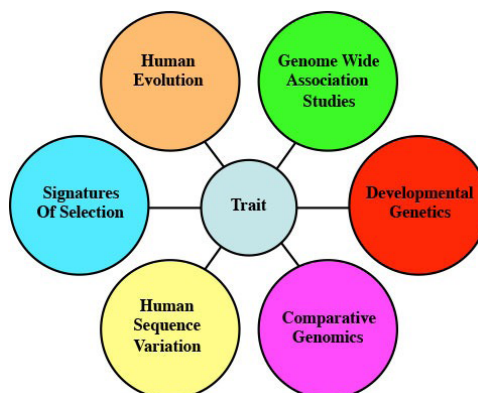 Human
Evolution
Genome Wide
Association
Studies
Signatures
Of Selection
Trait
Developmental
Genetics
Human
Sequence
Variation
Comparative
Genomics